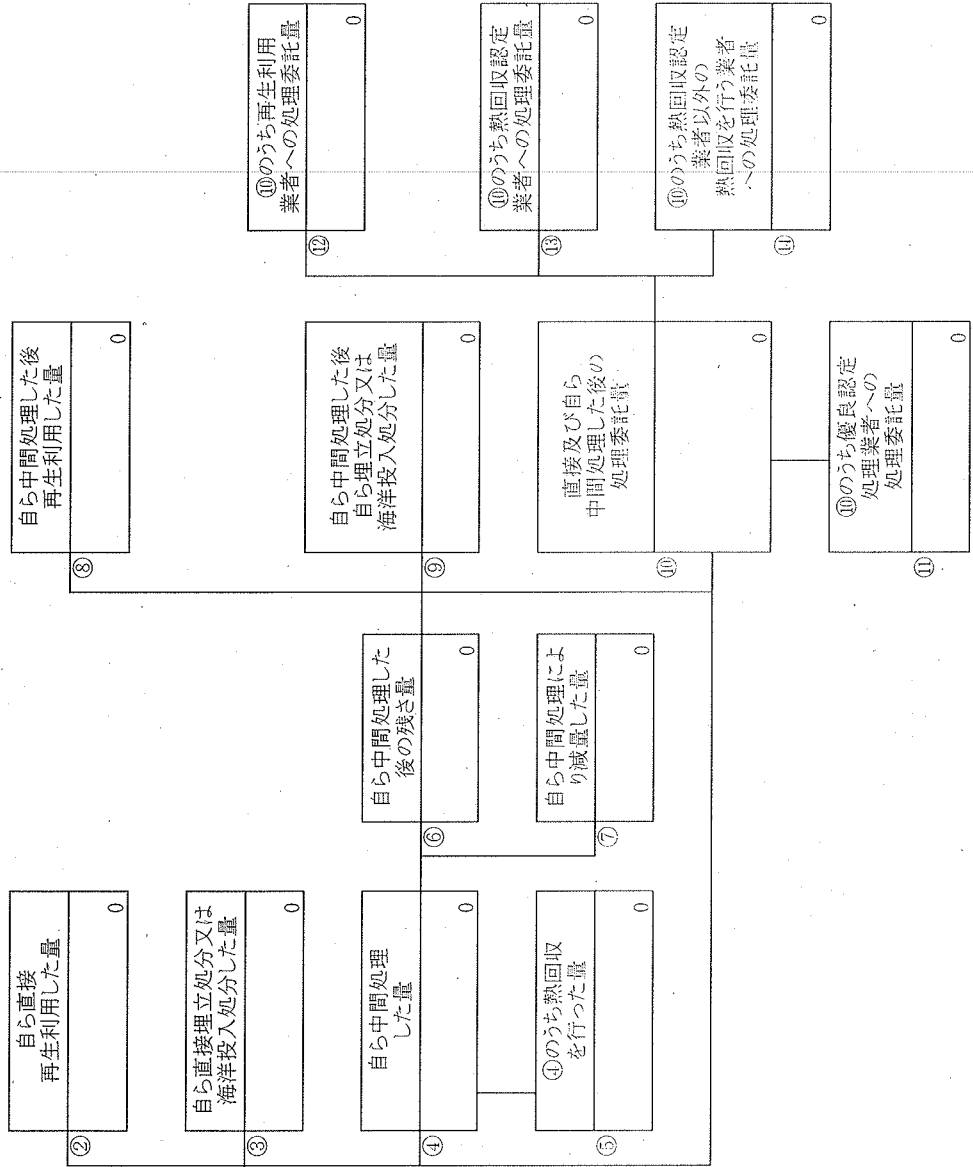 ②
自ら直接
再生利用した量
0
③
自ら直接埋立処分又は
海洋投入処分した量
0
④
自ら中間処理
した量
0
⑤
④のうち熱回収
を行った量
0
⑥
自ら中間処理した
後の残さ量
0
⑦
自ら中間処理によ
り減量した量
0
⑧
自ら中間処理した後
再生利用した量
0
⑨
自ら中間処理した後
自ら埋立処分又は
海洋投入処分した量
0
⑩
直接及び自ら
中間処理した後の
処理委託量
0
⑪
⑩のうち優良認定
処理業者への
処理委託量
0
⑫
⑩のうち再生利用
業者への処理委託量
0
⑬
⑩のうち熱回収認定
業者への処理委託量
0
⑭
⑩のうち熱回収認定
業者以外の
熱回収を行う業者
への処理委託量
0